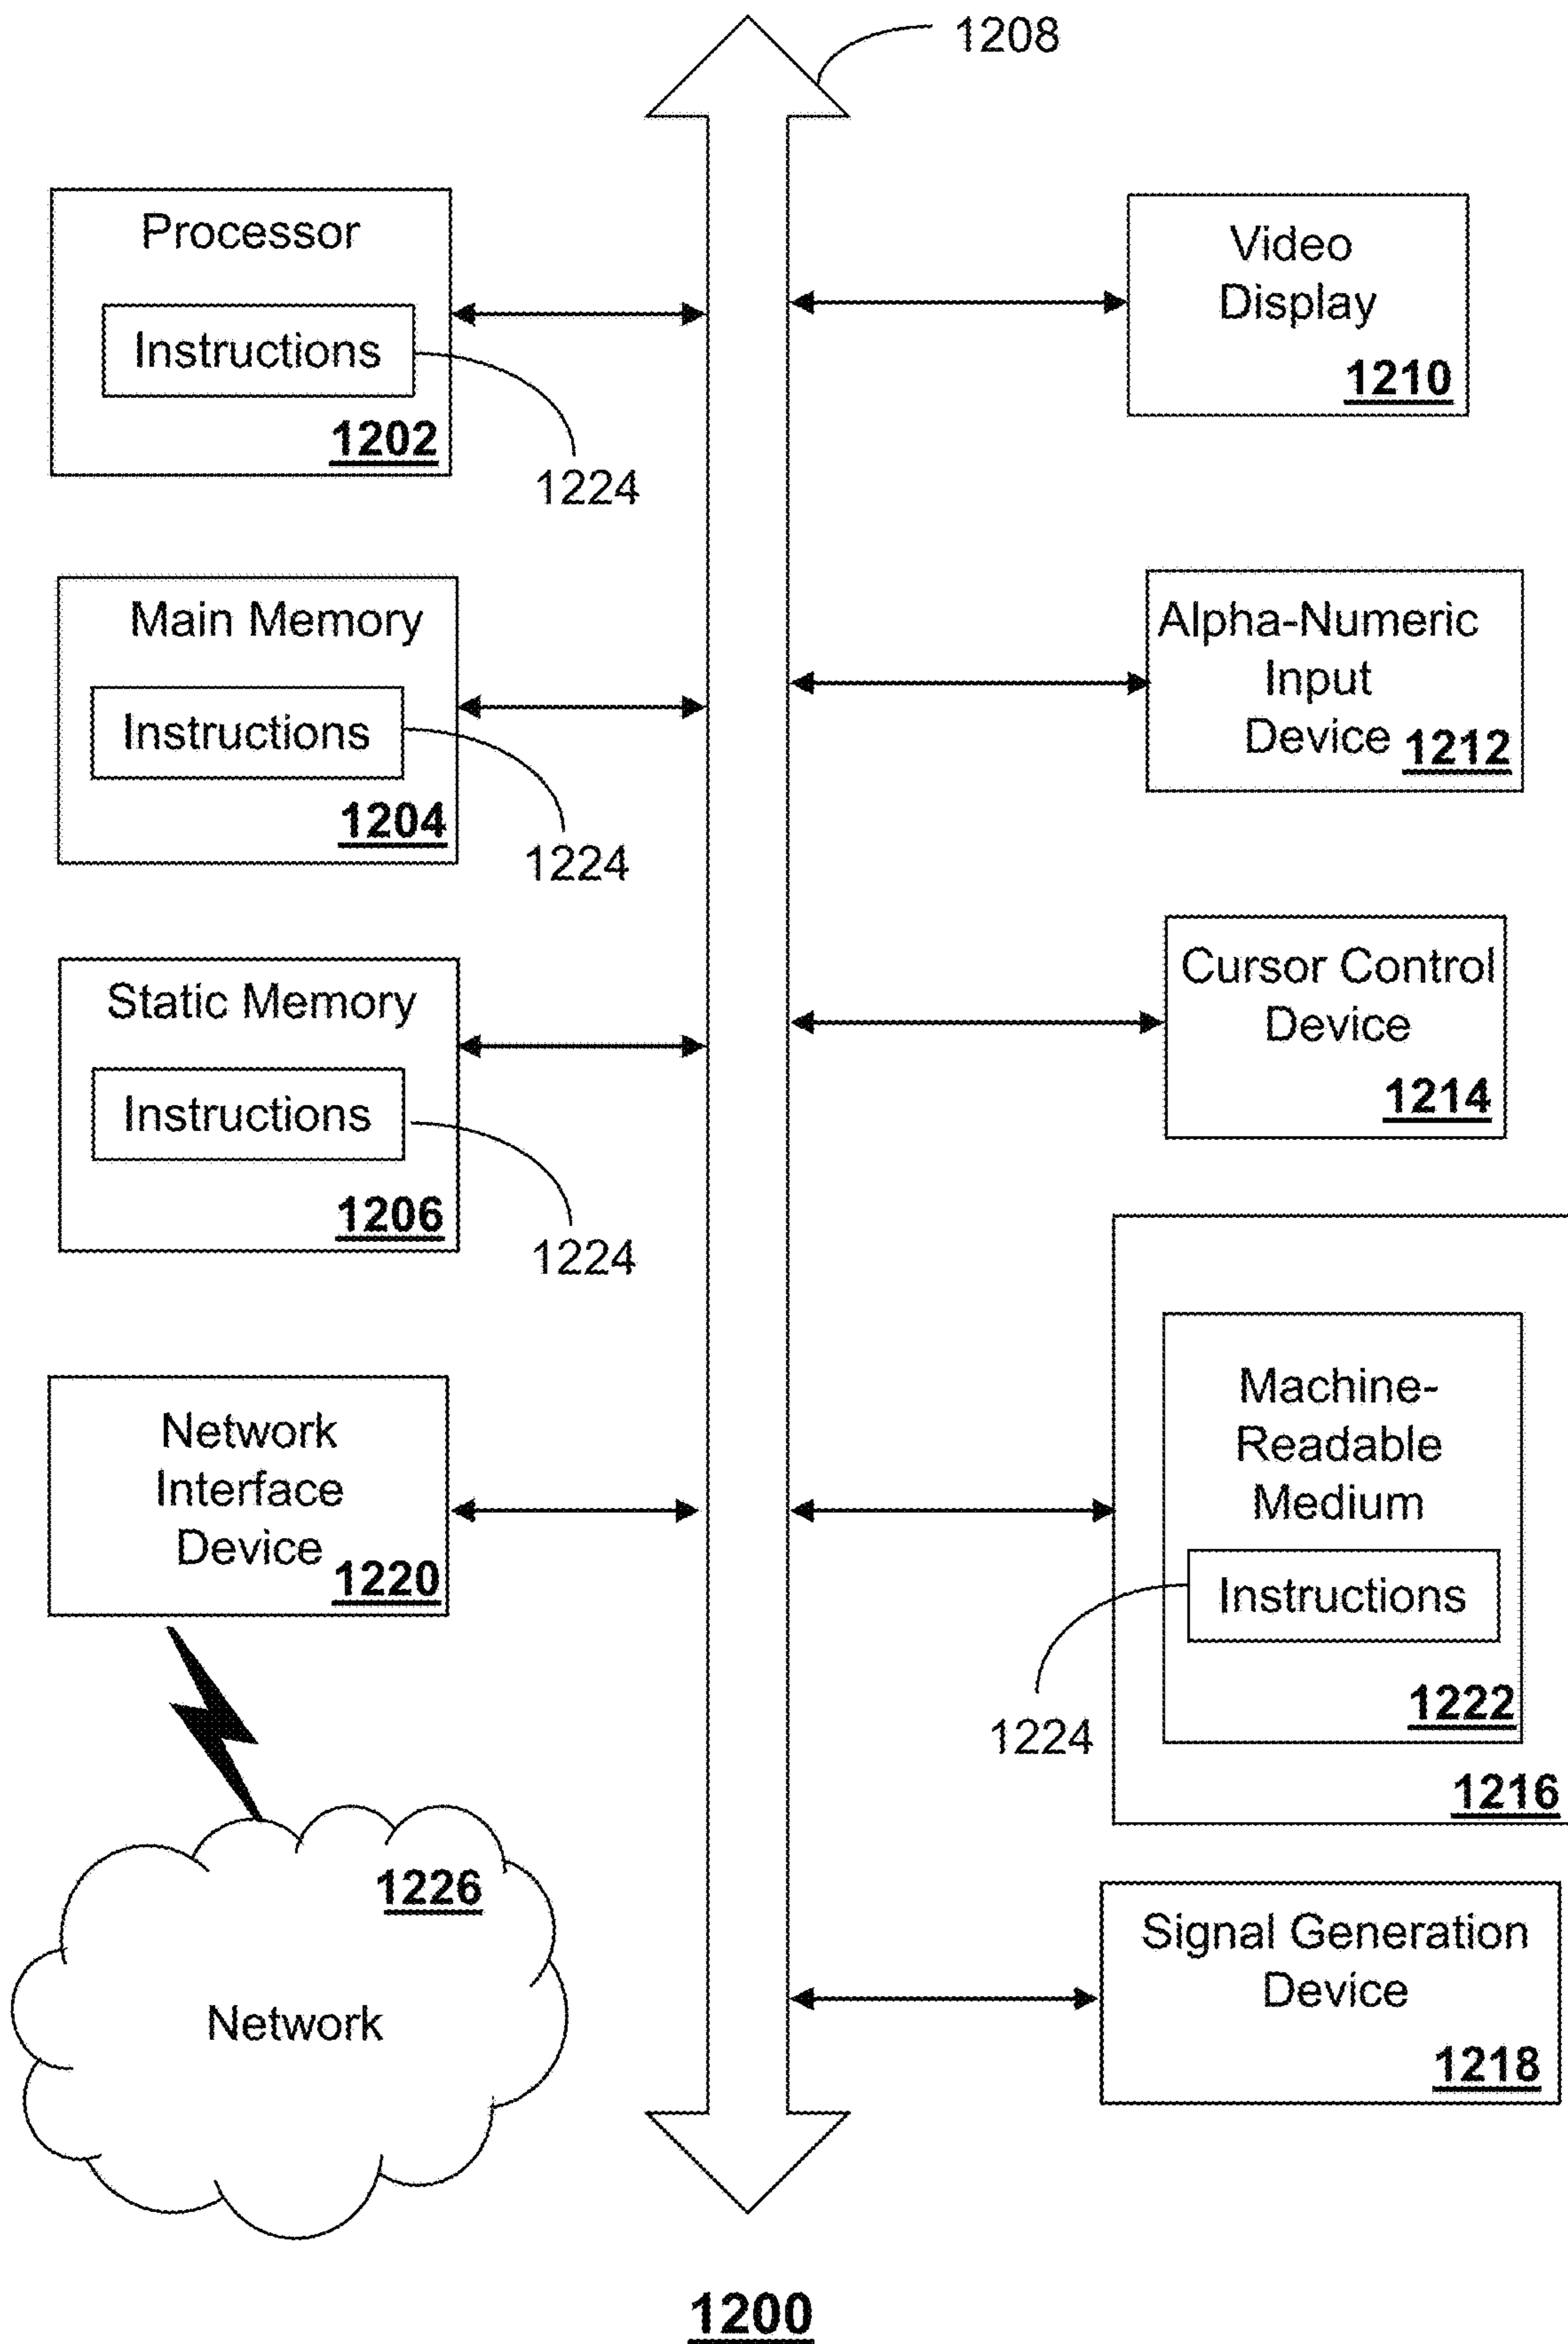 1208
Processor
Instructions
1202
1224
Main Memory
Instructions
1204
1224
Static Memory
Instructions
1206
1224
Network
Interface
Device
1220
1226
Network
Video
Display
1210
Alpha-Numeric
Input
Device 1212
Cursor Control
Device
1214
Machine-
Readable
Medium
Instructions
1222
1224
1216
Signal Generation
Device
1218
1200